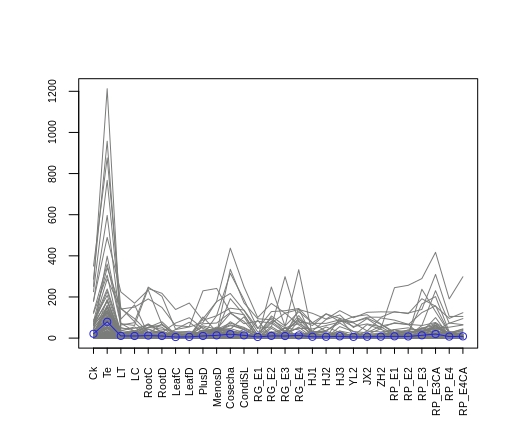 1200
1000
800
600
400
200
0
Ck
Te
LT
LC
RootC
RootD
LeafC
LeafD
PlusD
MenosD
Cosecha
CondiSL
RG_E1
RG_E2
RG_E3
RG_E4
HJ1
HJ2
HJ3
YL2
JX2
ZH2
RP_E1
RP_E2
RP_E3
RP_E3CA
RP_E4
RP_E4CA